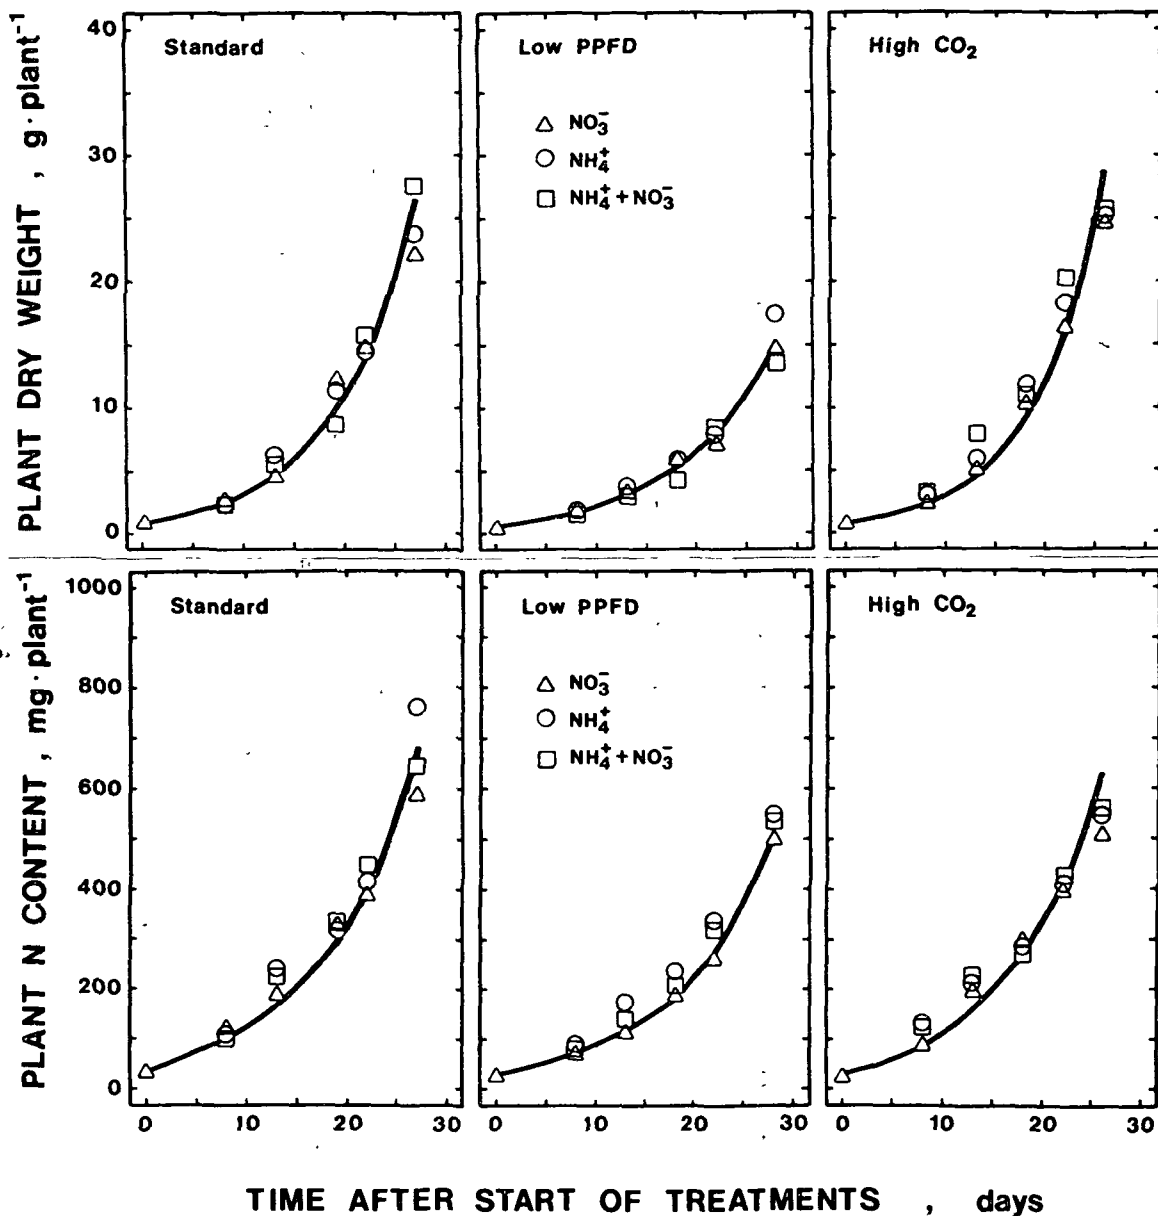 PLANT DRY WEIGHT , g·plant⁻¹
40
30
20
10
0
Standard
Low PPFD
NO₃⁻
NH₄⁺
NH₄⁺+NO₃⁻
High CO₂
PLANT N CONTENT , mg·plant⁻¹
1000
800
600
400
200
0
Standard
Low PPFD
NO₃⁻
NH₄⁺
NH₄⁺+NO₃⁻
High CO₂
0 20 30
0 10 20 30
0 10 20 30
TIME AFTER START OF TREATMENTS , days